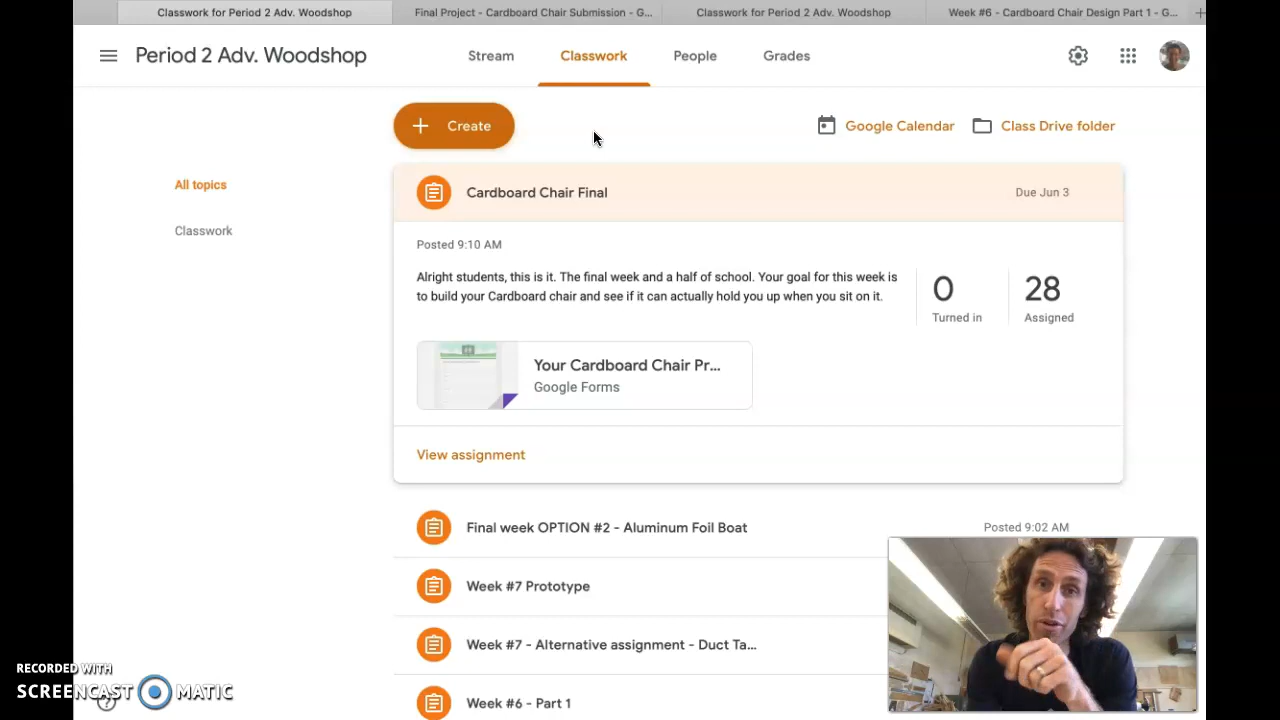 Classwork for Period 2 Adv. Woodshop
Final Project - Cardboard Chair Submission - G...
Classwork for Period 2 Adv. Woodshop
Week #6 - Cardboard Chair Design Part 1 - G...
Period 2 Adv. Woodshop
Stream
Classwork
People
Grades
Create
Google Calendar
Class Drive folder
All topics
Classwork
Cardboard Chair Final
Due Jun 3
Posted 9:10 AM
Alright students, this is it. The final week and a half of school. Your goal for this week is
to build your Cardboard chair and see if it can actually hold you up when you sit on it.
0
Turned in
28
Assigned
Your Cardboard Chair Pr...
Google Forms
View assignment
Final week OPTION #2 - Aluminum Foil Boat
Posted 9:02 AM
Week #7 Prototype
Week #7 - Alternative assignment - Duct Ta...
Week #6 - Part 1
RECORDED WITH
SCREENCAST MATIC